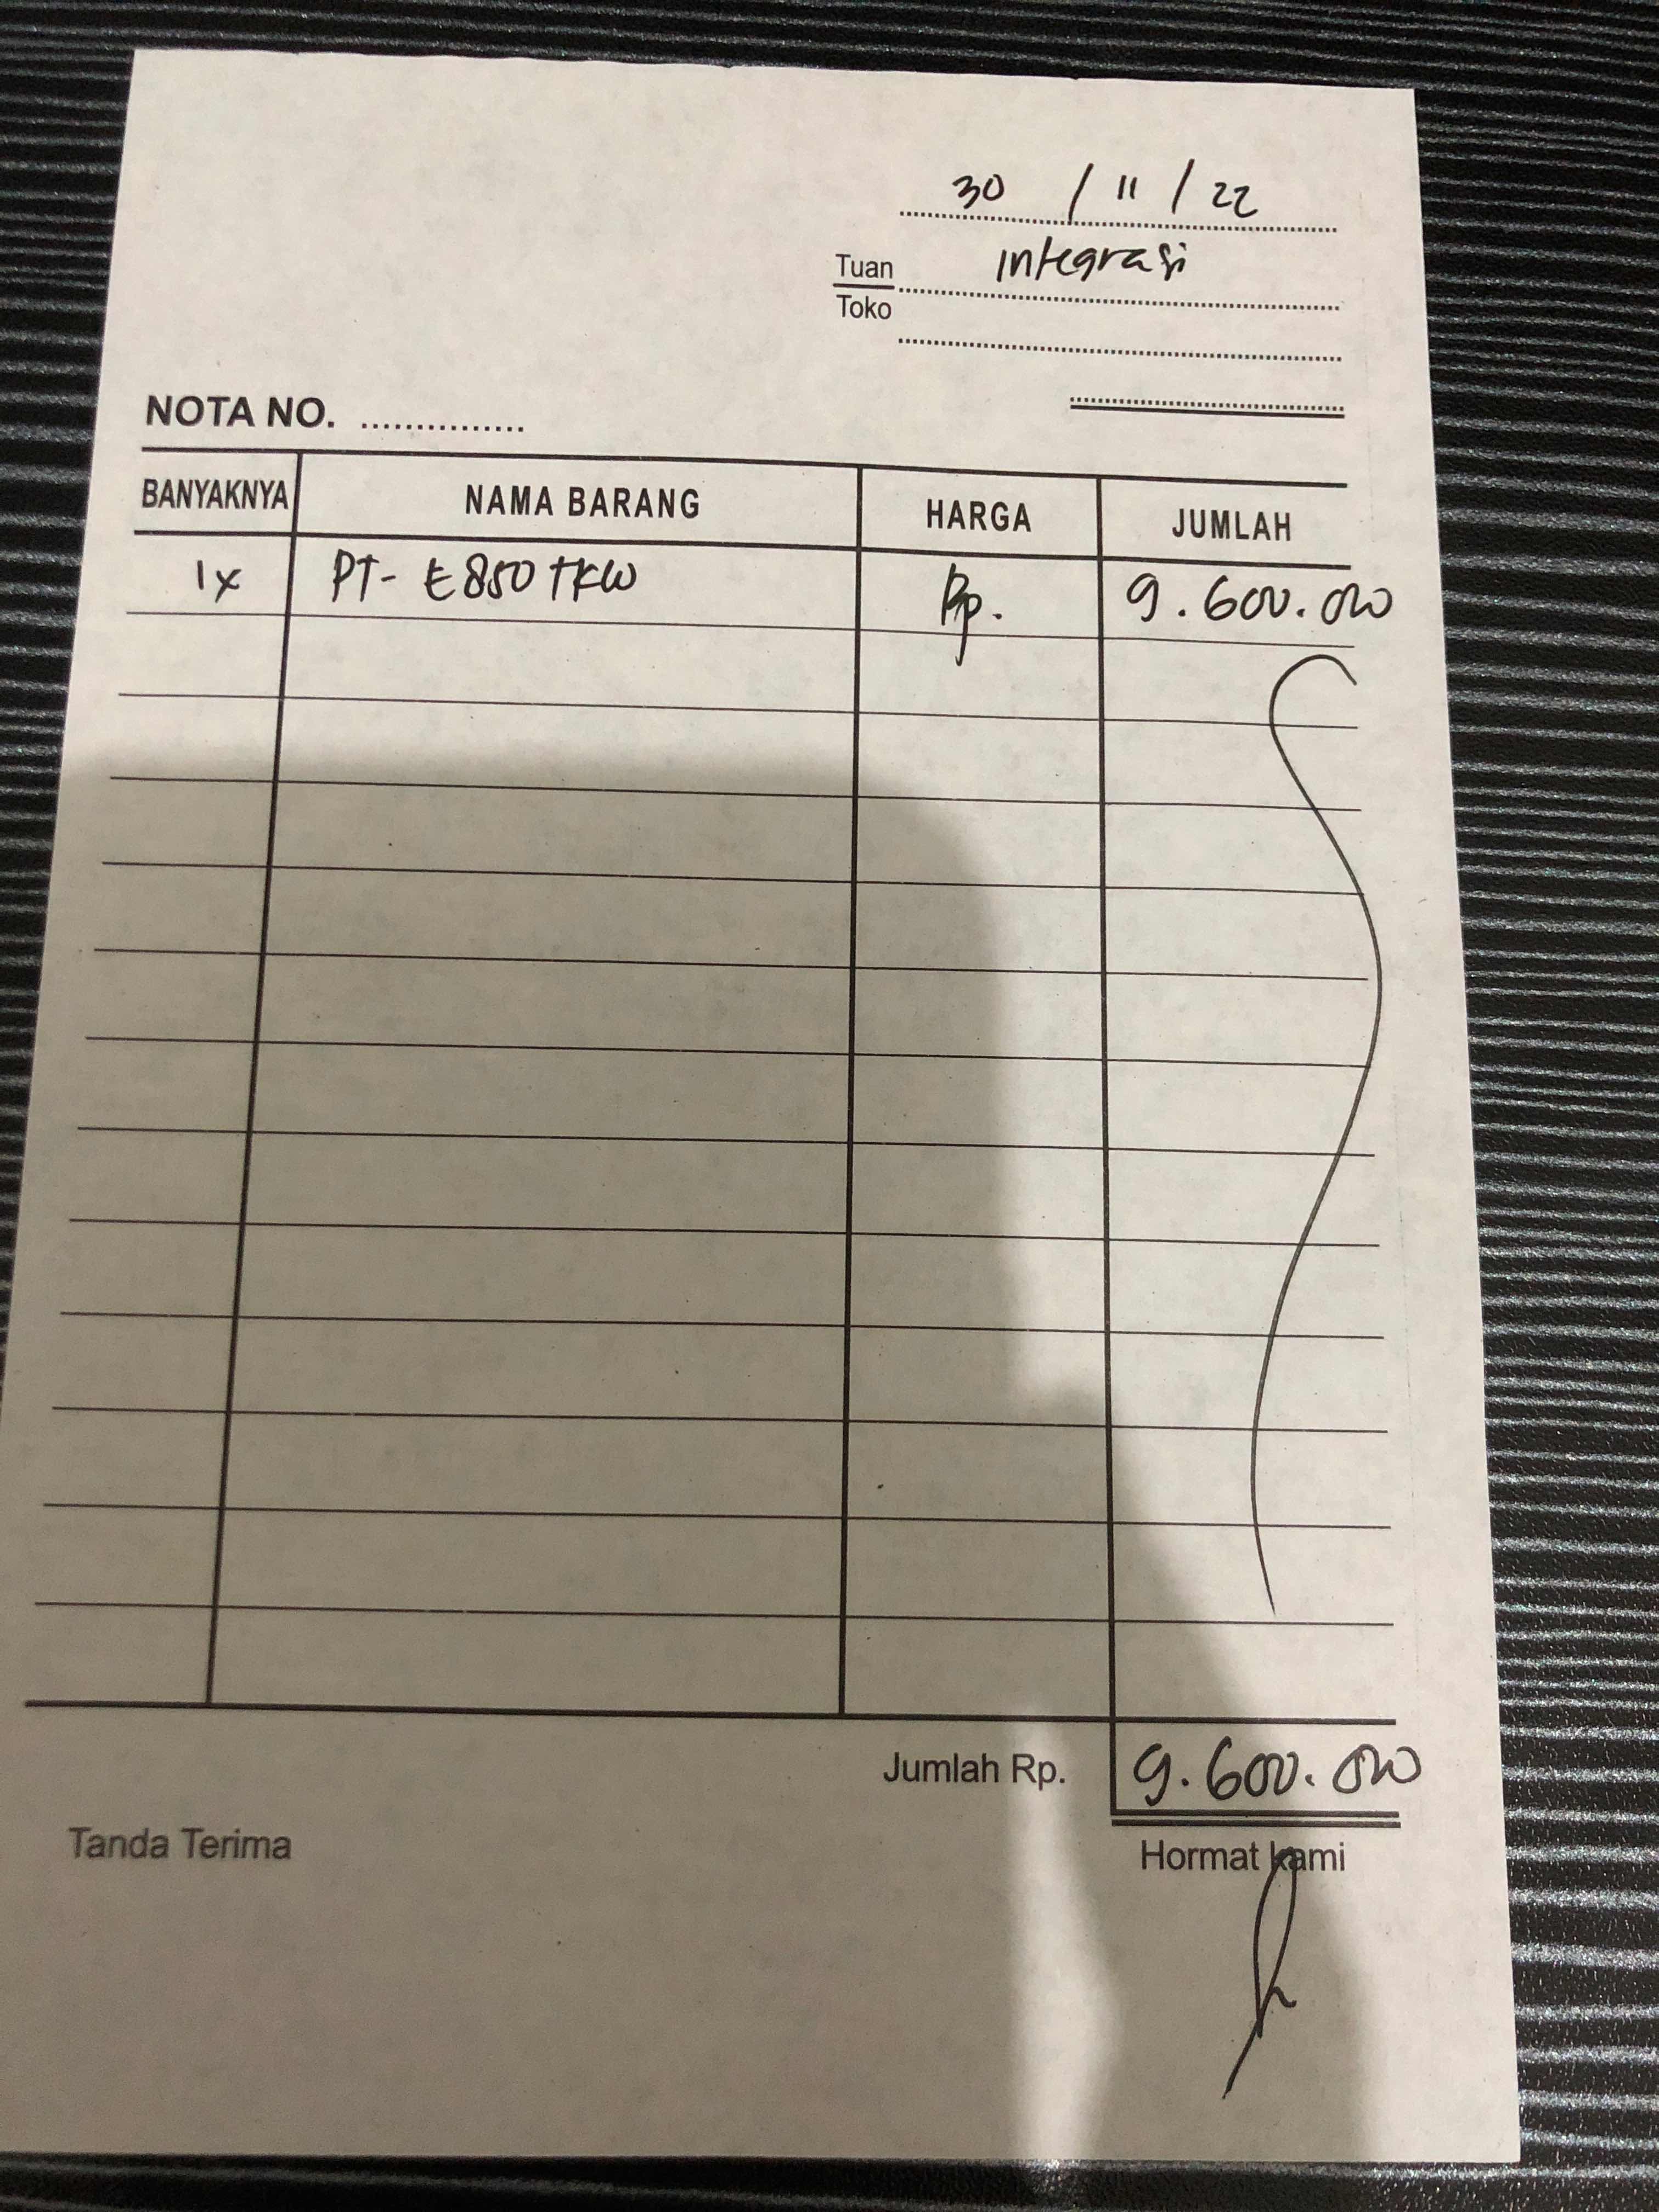 30 / 11 / 22
Tuan integrasi
Toko
NOTA NO. ...............
BANYAKNYA NAMA BARANG HARGA JUMLAH
1x PT-E850TKW Rp. 9.600.000
Jumlah Rp. 9.600.000
Tanda Terima Hormat kami